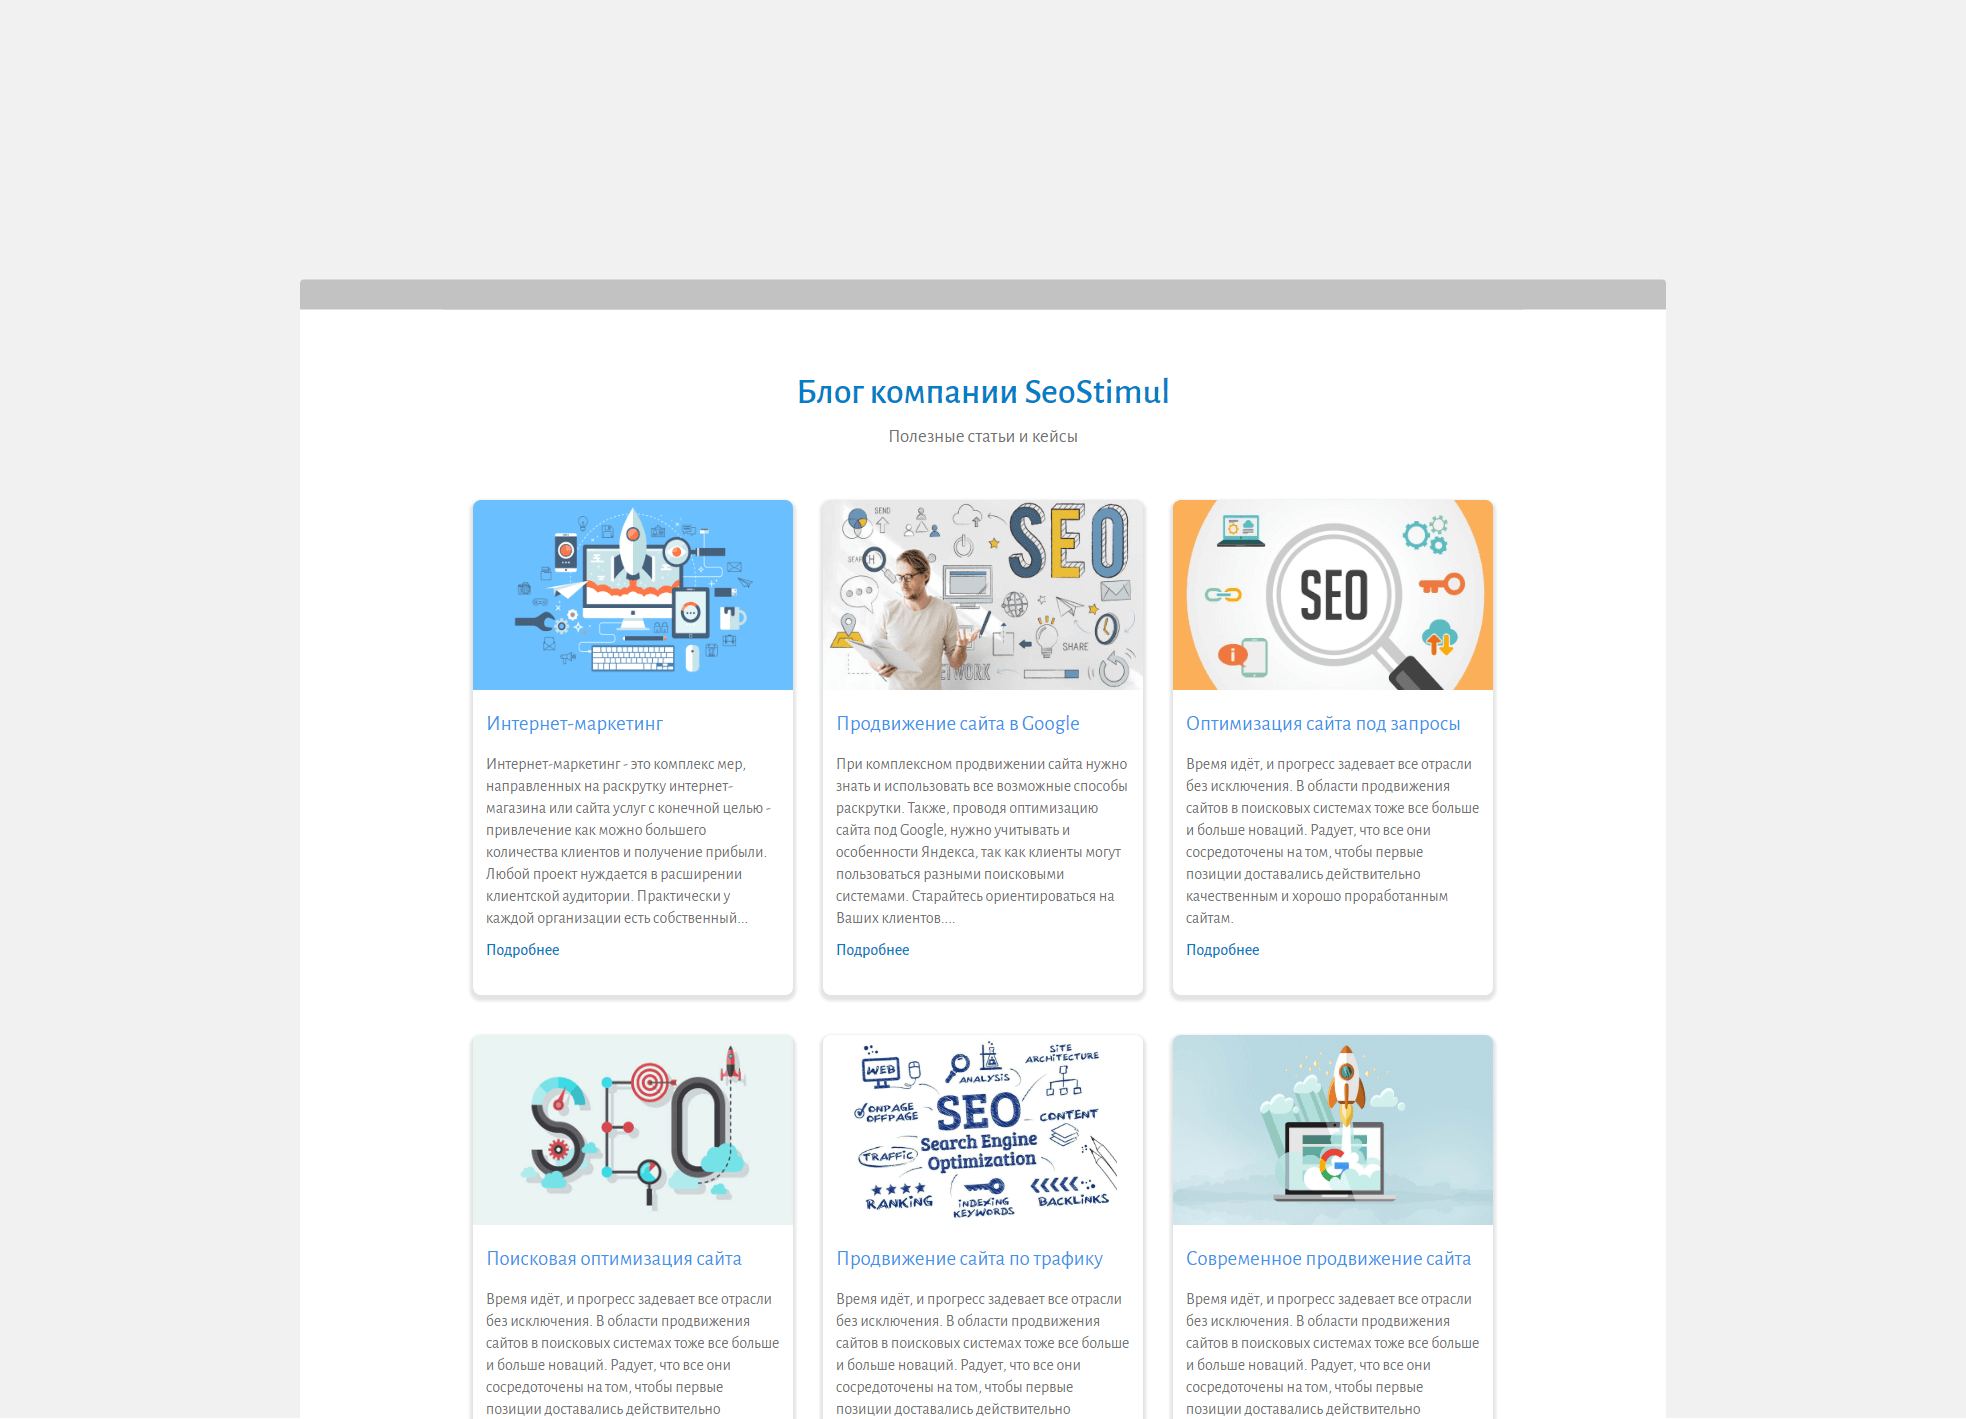 Блог компании SeoStimul
Полезные статьи и кейсы
SEND
SEO
SEARCH
SHARE
ETWORK
SEO
Интернет-маркетинг
Интернет-маркетинг - это комплекс мер,
направленных на раскрутку интернет-
магазина или сайта услуг с конечной целью -
привлечение как можно большего
количества клиентов и получение прибыли.
Любой проект нуждается в расширении
клиентской аудитории. Практически у
каждой организации есть собственный...
Подробнее
Продвижение сайта в Google
При комплексном продвижении сайта нужно
знать и использовать все возможные способы
раскрутки. Также, проводя оптимизацию
сайта под Google, нужно учитывать и
особенности Яндекса, так как клиенты могут
пользоваться разными поисковыми
системами. Старайтесь ориентироваться на
Ваших клиентов....
Подробнее
Оптимизация сайта под запросы
Время идёт, и прогресс задевает все отрасли
без исключения. В области продвижения
сайтов в поисковых системах тоже все больше
и больше новаций. Радует, что все они
сосредоточены на том, чтобы первые
позиции доставались действительно
качественным и хорошо проработанным
сайтам.
Подробнее
SEO
WEB
ANALYSIS
SITE
ARCHITECTURE
ONPAGE
OFFPAGE
SEO
CONTENT
Search Engine
Optimization
TRAFFIC
RANKING
INDEXING
KEYWORDS
BACKLINKS
G
Поисковая оптимизация сайта
Время идёт, и прогресс задевает все отрасли
без исключения. В области продвижения
сайтов в поисковых системах тоже все больше
и больше новаций. Радует, что все они
сосредоточены на том, чтобы первые
позиции доставались действительно
Продвижение сайта по трафику
Время идёт, и прогресс задевает все отрасли
без исключения. В области продвижения
сайтов в поисковых системах тоже все больше
и больше новаций. Радует, что все они
сосредоточены на том, чтобы первые
позиции доставались действительно
Современное продвижение сайта
Время идёт, и прогресс задевает все отрасли
без исключения. В области продвижения
сайтов в поисковых системах тоже все больше
и больше новаций. Радует, что все они
сосредоточены на том, чтобы первые
позиции доставались действительно